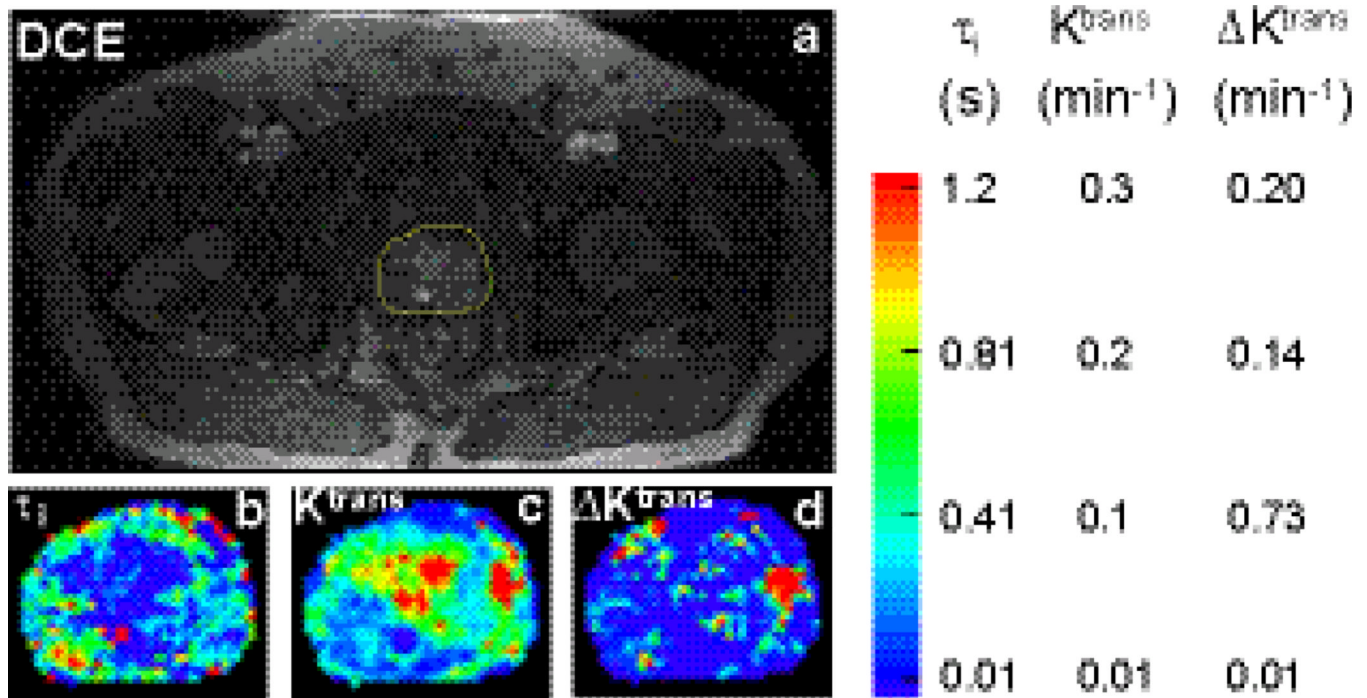 DCE a
τi Ktrans ΔKtrans
(s) (min-1) (min-1)
1.2 0.3 0.20
0.81 0.2 0.14
0.41 0.1 0.73
0.01 0.01 0.01
τi b Ktrans c ΔKtrans d